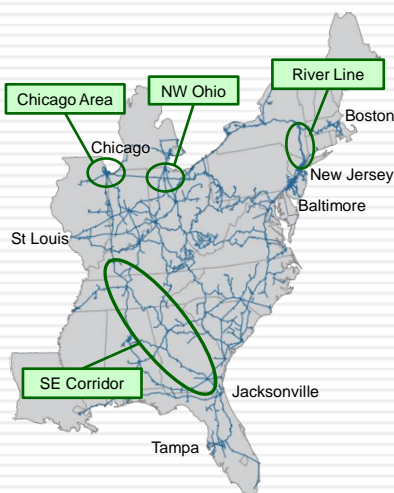 River Line
NW Ohio
Chicago Area
Boston
Chicago
New Jersey
Baltimore
St Louis
SE Corridor
Jacksonville
Tampa